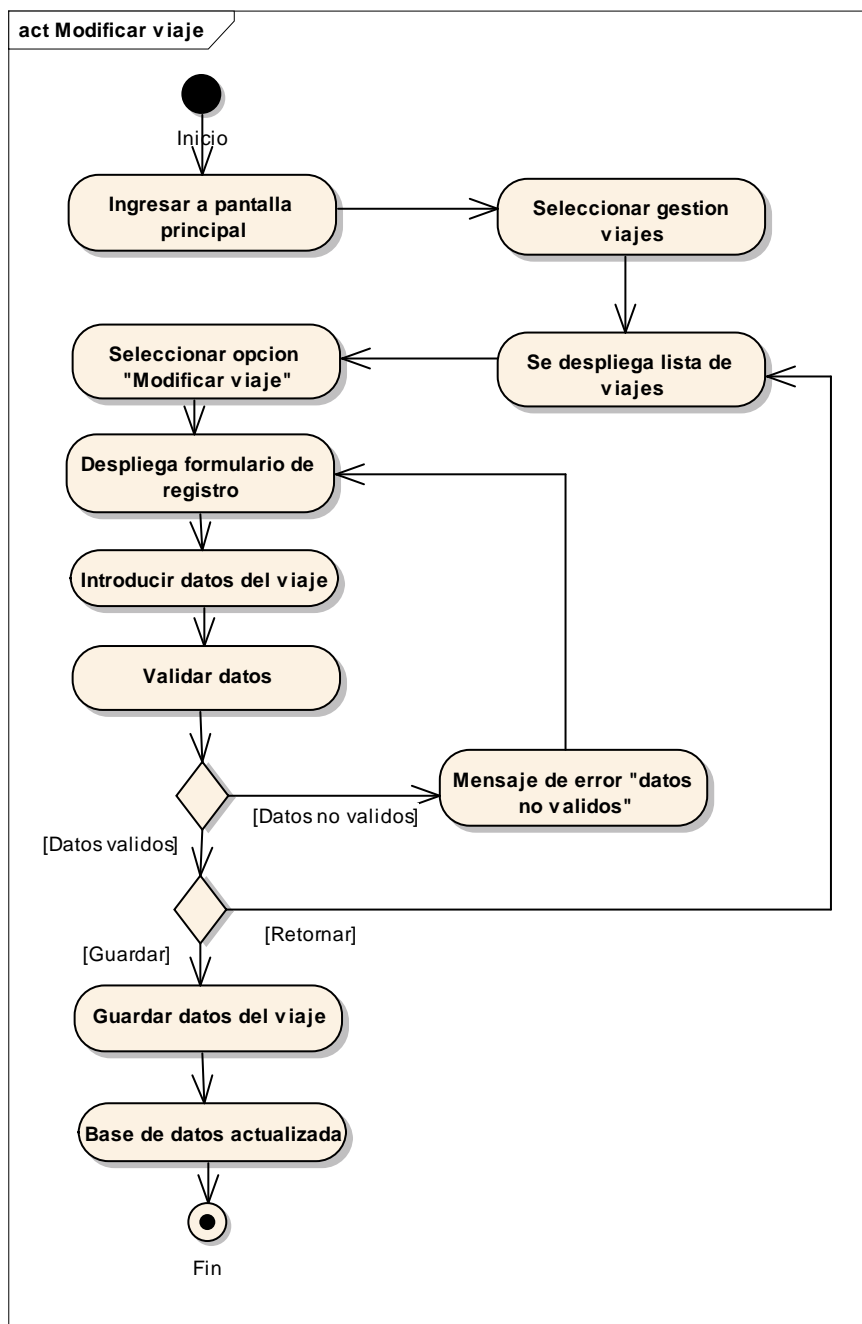 act Modificar viaje
Inicio
Ingresar a pantalla
principal
Seleccionar gestion
viajes
Seleccionar opcion
"Modificar viaje"
Se despliega lista de
viajes
Despliega formulario de
registro
Introducir datos del viaje
Validar datos
Mensaje de error "datos
no validos"
[Datos no validos]
[Datos validos]
[Retornar]
[Guardar]
Guardar datos del viaje
Base de datos actualizada
Fin